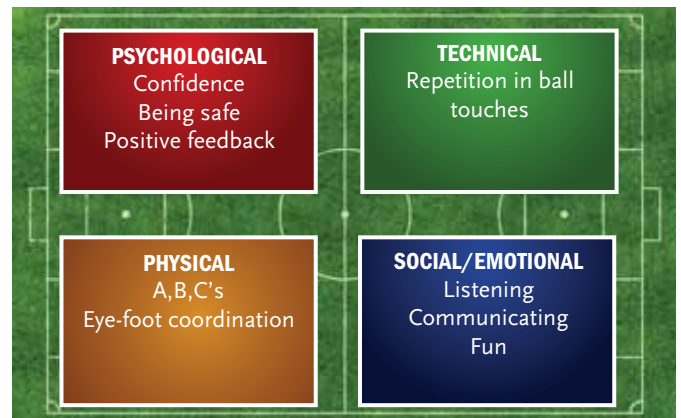 PSYCHOLOGICAL
Confidence
Being safe
Positive feedback
TECHNICAL
Repetition in ball
touches
PHYSICAL
A,B,C’s
Eye-foot coordination
SOCIAL/EMOTIONAL
Listening
Communicating
Fun